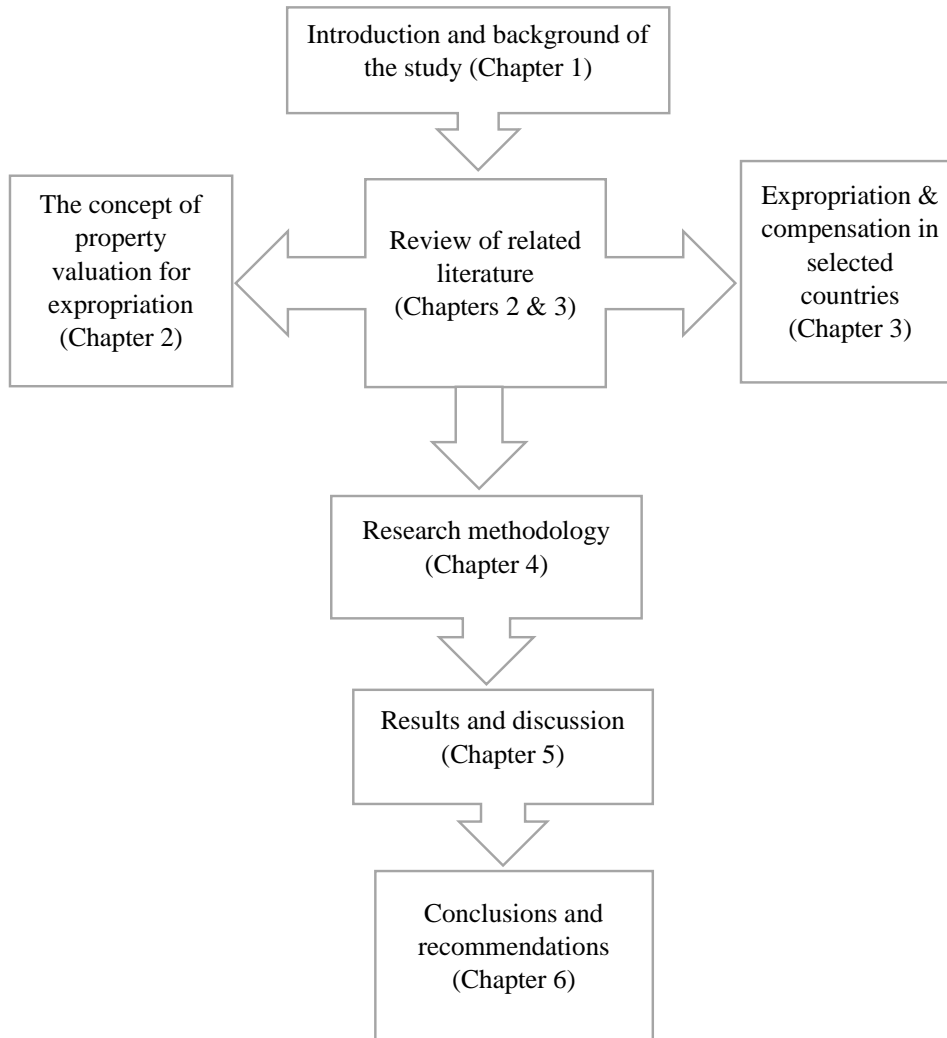 Introduction and background of
the study (Chapter 1)
The concept of
property
valuation for
expropriation
(Chapter 2)
Review of related
literature
(Chapters 2 & 3)
Expropriation &
compensation in
selected
countries
(Chapter 3)
Research methodology
(Chapter 4)
Results and discussion
(Chapter 5)
Conclusions and
recommendations
(Chapter 6)